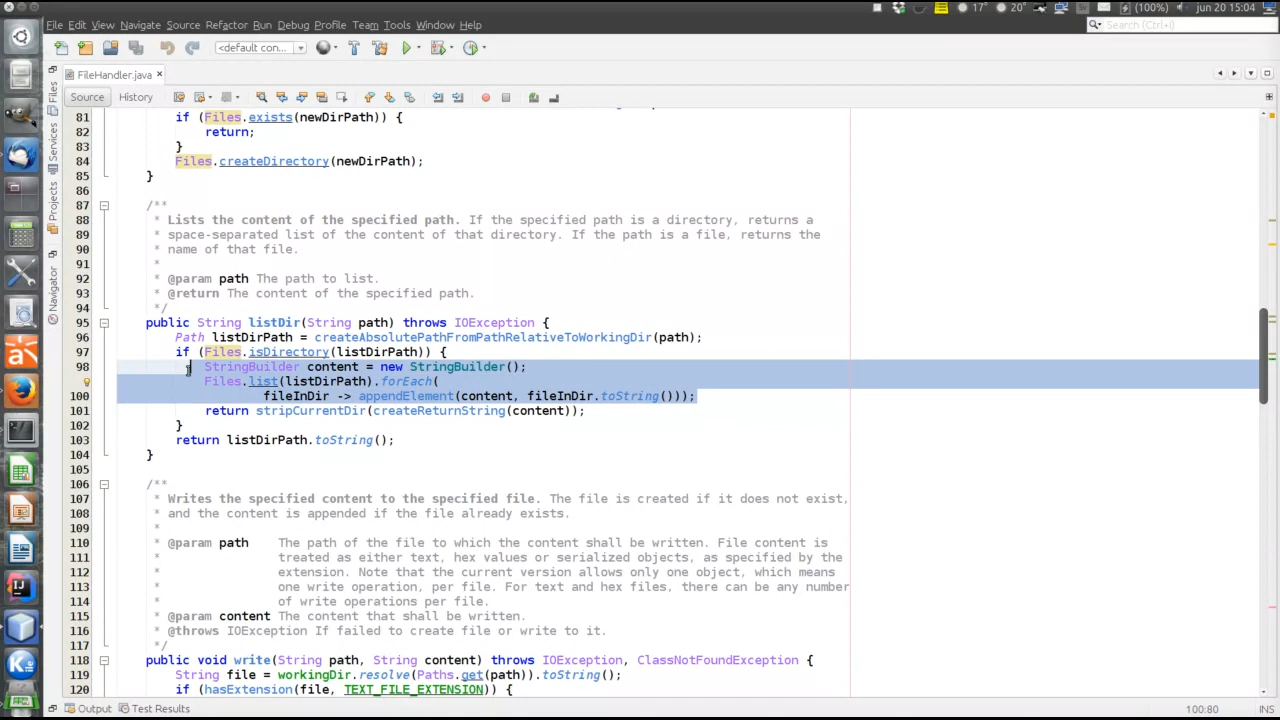 File Edit View Navigate Source Refactor Run Debug Profile Team Tools Window Help
17° 20° (100%) jun 20 15:04
Search (Ctrl+I)
<default con...
FileHandler.java
Source History
Files
Services
Projects
Navigator
81 if (Files.exists(newDirPath)) {
82 return;
83 }
84 Files.createDirectory(newDirPath);
85 }
86
87 /**
88 * Lists the content of the specified path. If the specified path is a directory, returns a
89 * space-separated list of the content of that directory. If the path is a file, returns the
90 * name of that file.
91 *
92 * @param path The path to list.
93 * @return The content of the specified path.
94 */
95 public String listDir(String path) throws IOException {
96 Path listDirPath = createAbsolutePathFromPathRelativeToWorkingDir(path);
97 if (Files.isDirectory(listDirPath)) {
98 StringBuilder content = new StringBuilder();
Files.list(listDirPath).forEach(
100 fileInDir -> appendElement(content, fileInDir.toString()));
101 return stripCurrentDir(createReturnString(content));
102 }
103 return listDirPath.toString();
104 }
105
106 /**
107 * Writes the specified content to the specified file. The file is created if it does not exist,
108 * and the content is appended if the file already exists.
109 *
110 * @param path The path of the file to which the content shall be written. File content is
111 * treated as either text, hex values or serialized objects, as specified by the
112 * extension. Note that the current version allows only one object, which means
113 * one write operation, per file. For text and hex files, there can be any number
114 * of write operations per file.
115 * @param content The content that shall be written.
116 * @throws IOException If failed to create file or write to it.
117 */
118 public void write(String path, String content) throws IOException, ClassNotFoundException {
119 String file = workingDir.resolve(Paths.get(path)).toString();
120 if (hasExtension(file, TEXT_FILE_EXTENSION)) {
Output Test Results
100:80 INS